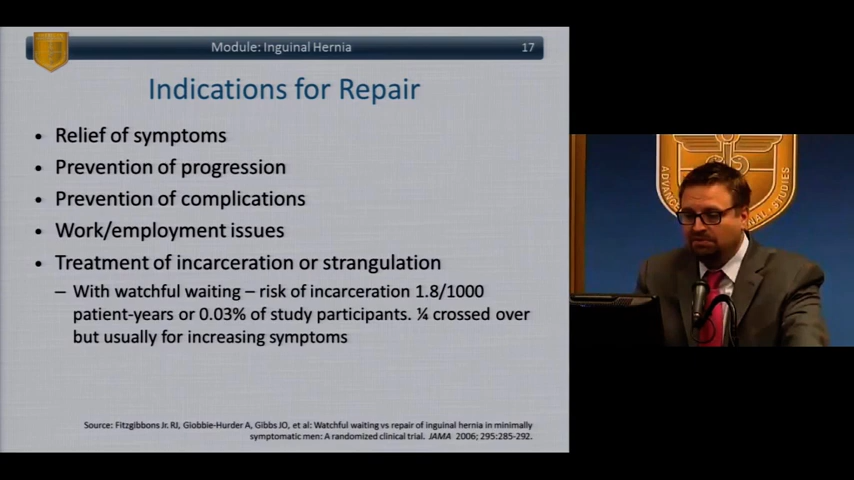 Module: Inguinal Hernia 17
Indications for Repair
• Relief of symptoms
• Prevention of progression
• Prevention of complications
• Work/employment issues
• Treatment of incarceration or strangulation
– With watchful waiting – risk of incarceration 1.8/1000
patient-years or 0.03% of study participants. ¼ crossed over
but usually for increasing symptoms
Source: Fitzgibbons Jr. RJ, Giobbie-Hurder A, Gibbs JO, et al: Watchful waiting vs repair of inguinal hernia in minimally
symptomatic men: A randomized clinical trial. JAMA 2006; 295:285-292.
STUDIES